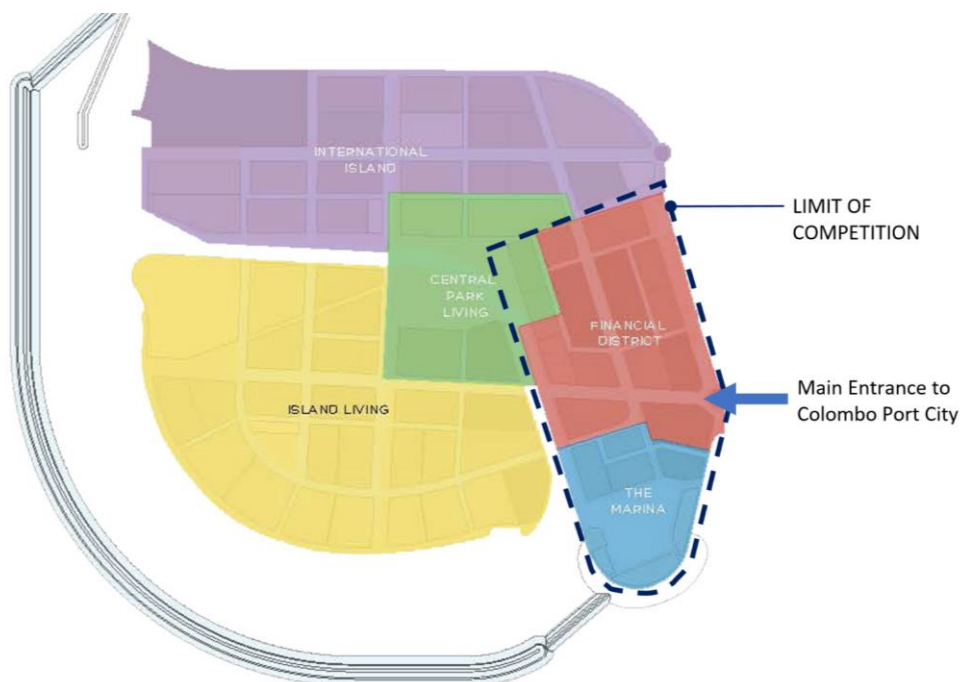 INTERNATIONAL
ISLAND
LIMIT OF
COMPETITION
CENTRAL
PARK
LIVING
FINANCIAL
DISTRICT
Main Entrance to
Colombo Port City
ISLAND LIVING
THE
MARINA